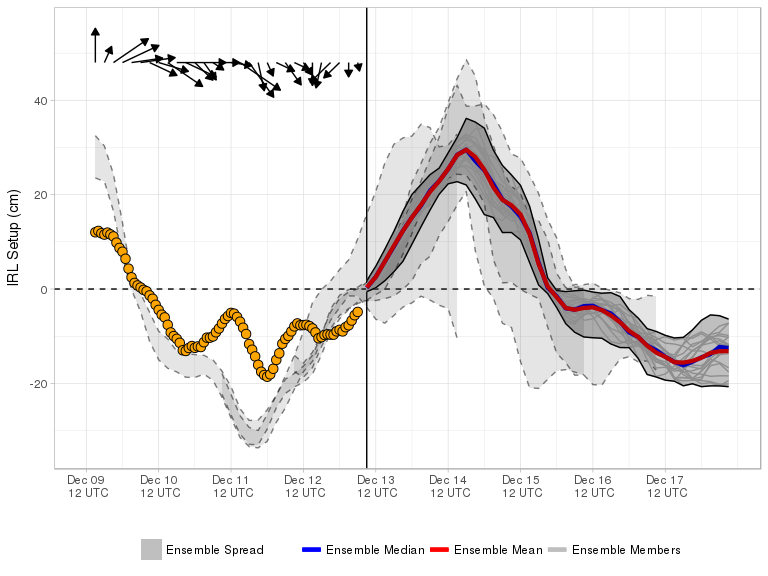 IRL Setup (cm)
40
20
0
-20
Dec 09 Dec 10 Dec 11 Dec 12 Dec 13 Dec 14 Dec 15 Dec 16 Dec 17
12 UTC 12 UTC 12 UTC 12 UTC 12 UTC 12 UTC 12 UTC 12 UTC 12 UTC
Ensemble Spread Ensemble Median Ensemble Mean Ensemble Members